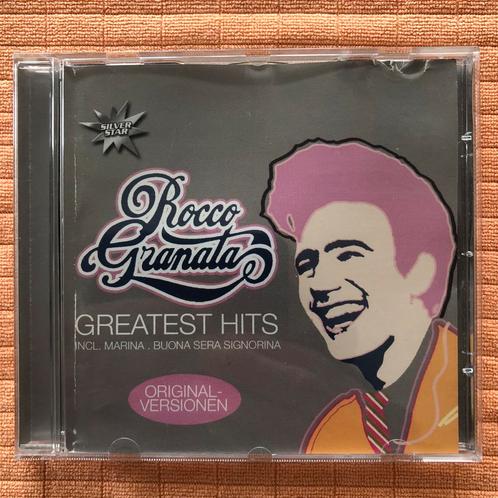 SILVER
STAR
Rocco
Granata
GREATEST HITS
INCL. MARINA . BUONA SERA SIGNORINA
ORIGINAL-
VERSIONEN